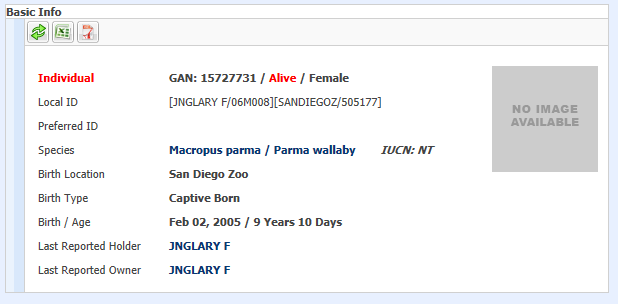 Basic Info
Individual GAN: 15727731 / Alive / Female
Local ID [JNGLARY F/06M008][SANDIEGOZ/505177]
Preferred ID
Species Macropus parma / Parma wallaby IUCN: NT
Birth Location San Diego Zoo
Birth Type Captive Born
Birth / Age Feb 02, 2005 / 9 Years 10 Days
Last Reported Holder JNGLARY F
Last Reported Owner JNGLARY F
NO IMAGE
AVAILABLE